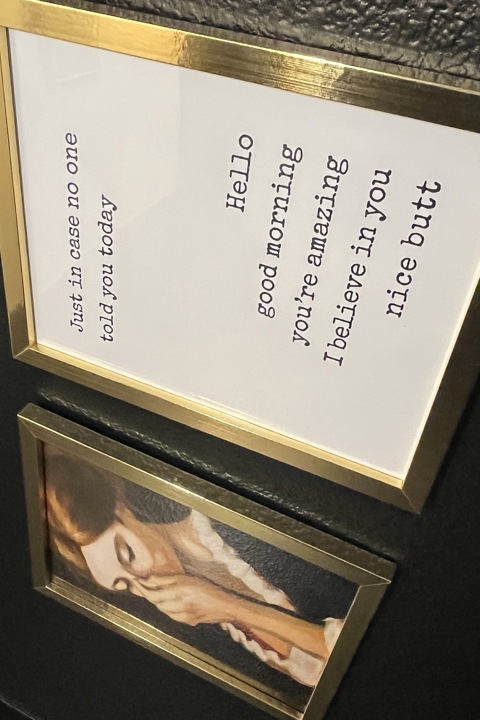 Just in case no one
told you today
Hello
good morning
you're amazing
I believe in you
nice butt